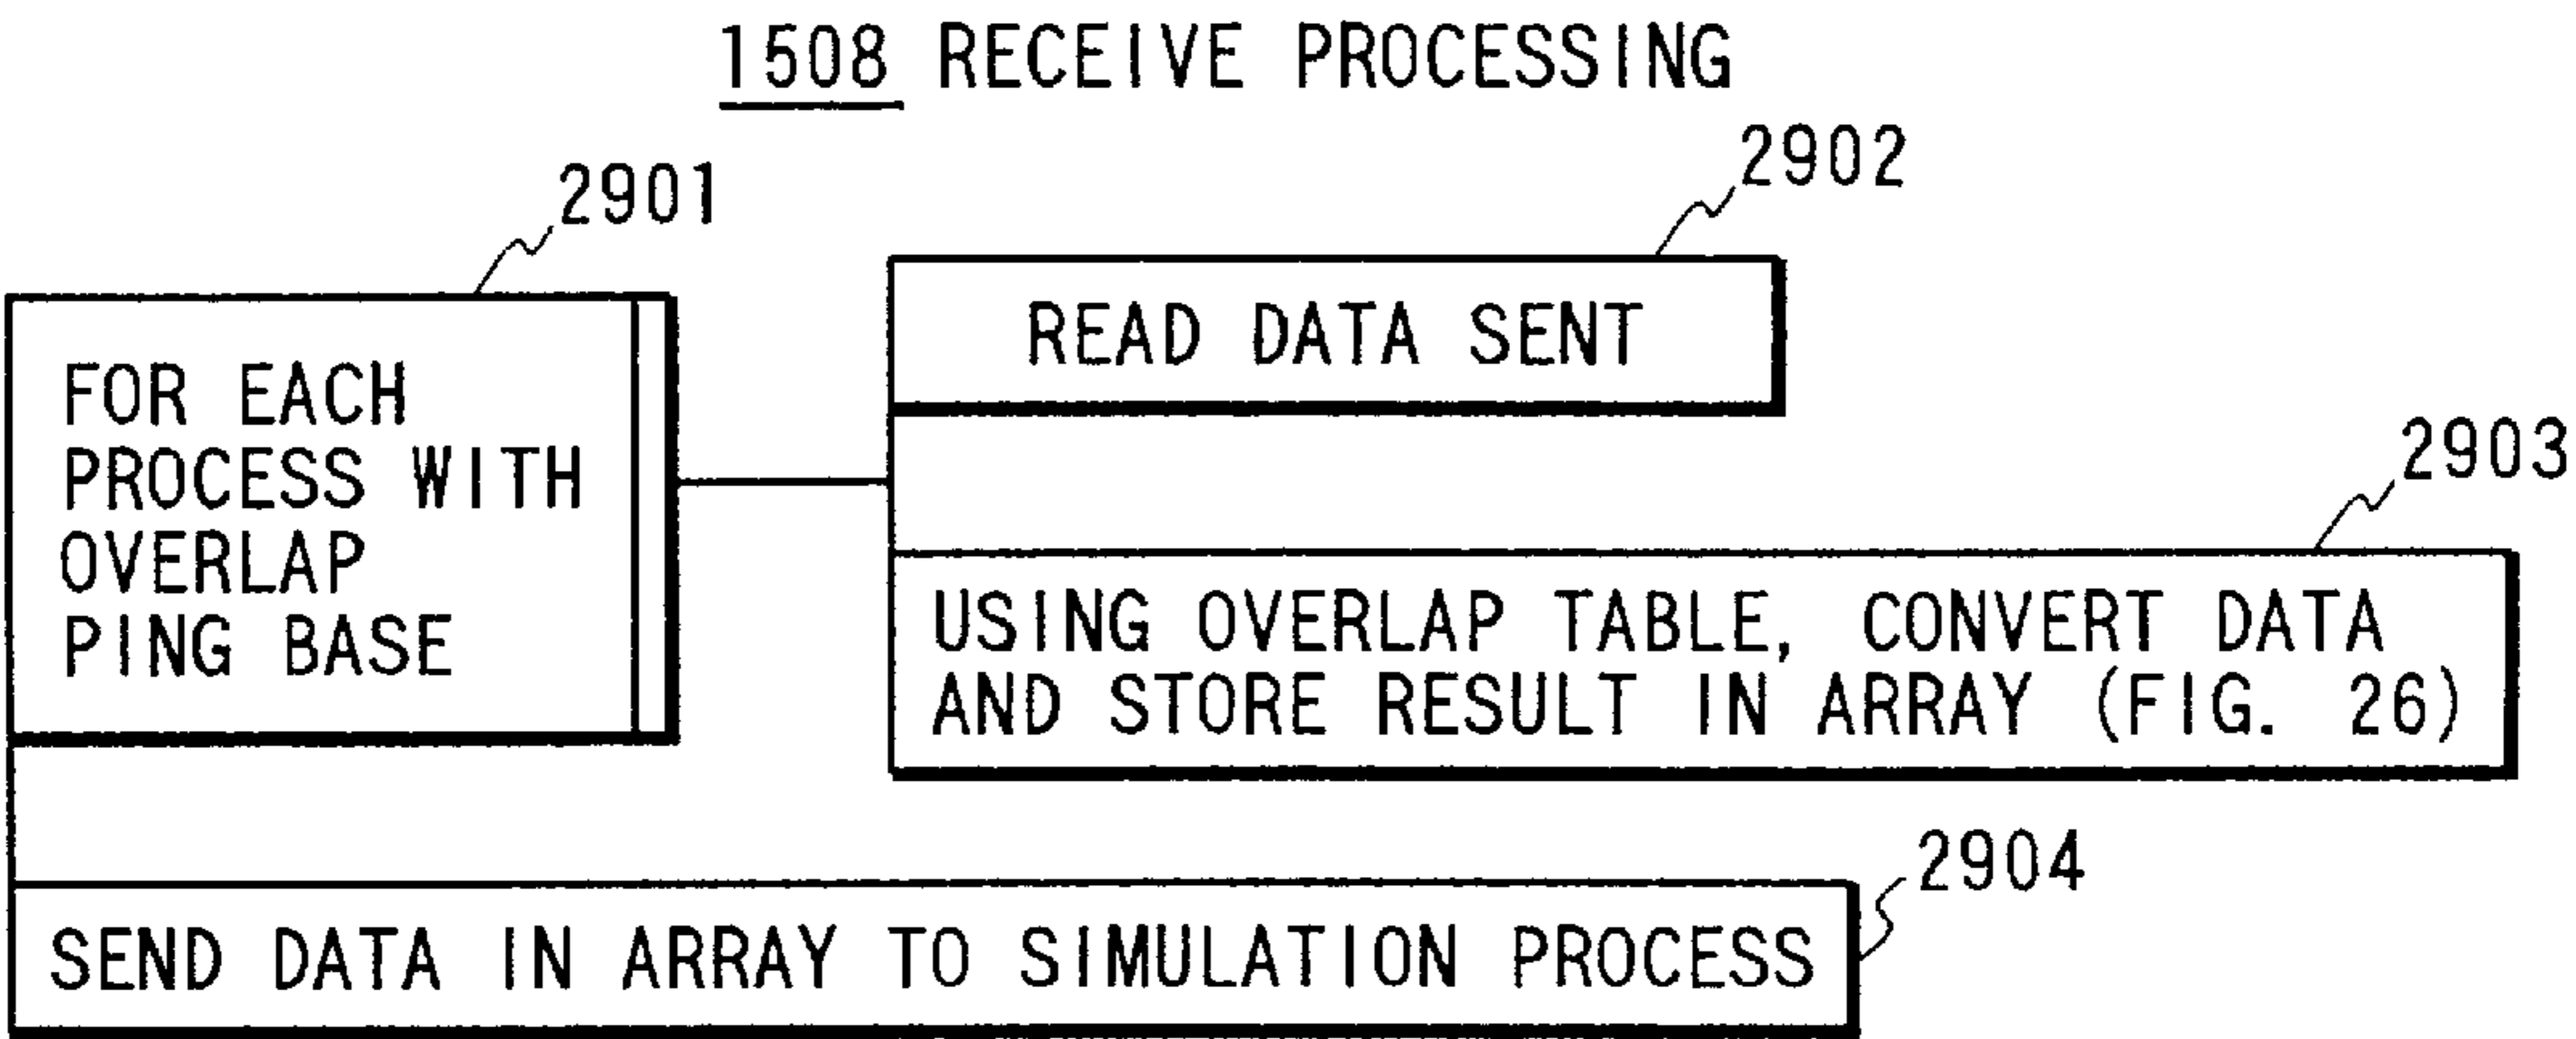 1508 RECEIVE PROCESSING
2901
2902
FOR EACH
PROCESS WITH
OVERLAP
PING BASE
READ DATA SENT
2903
USING OVERLAP TABLE, CONVERT DATA
AND STORE RESULT IN ARRAY (FIG. 26)
2904
SEND DATA IN ARRAY TO SIMULATION PROCESS